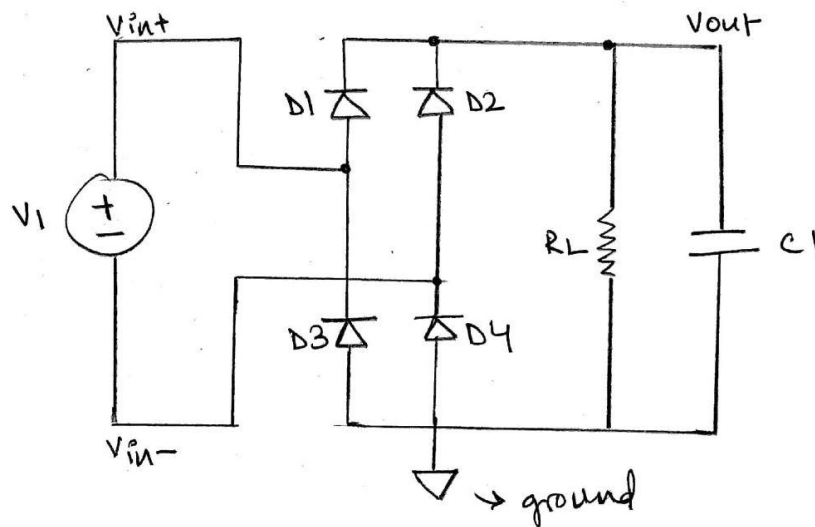 Vin+
Vout
D1
D2
V1
+
-
RL
C1
D3
D4
Vin-
→ ground